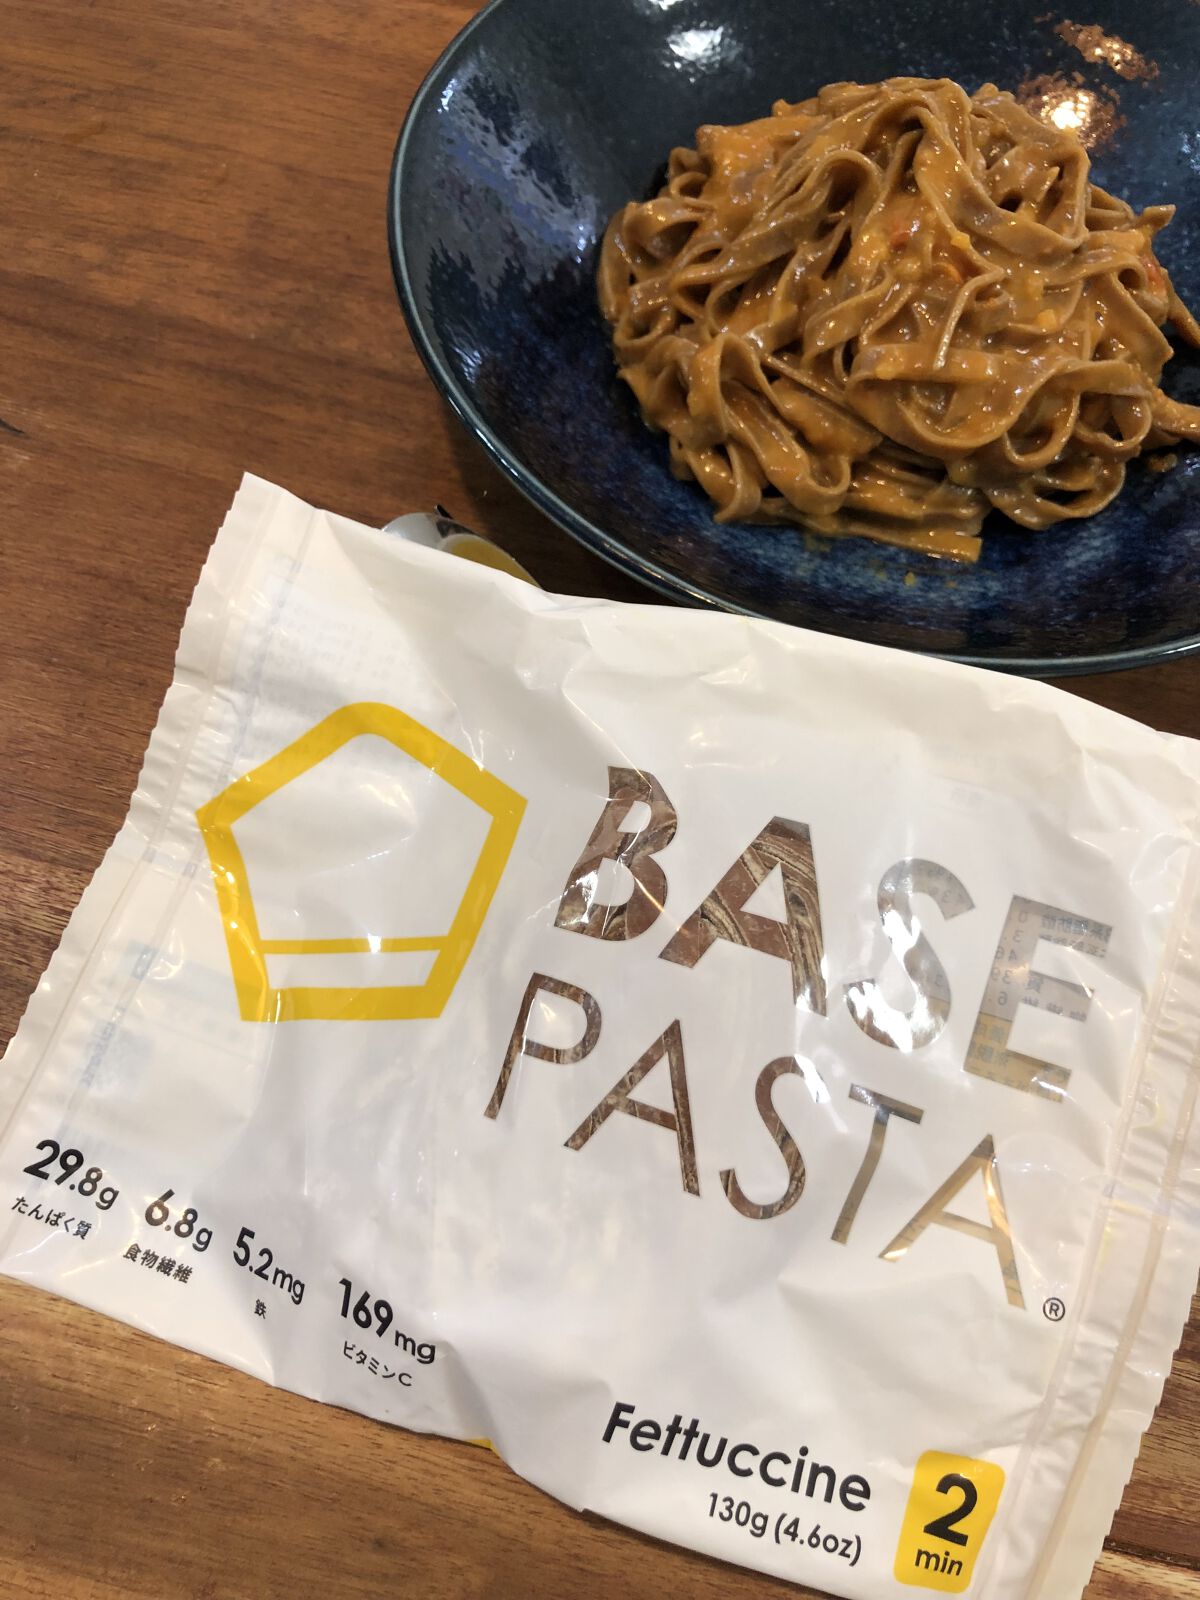 BASE
PASTA®
29.8g
たんぱく質
6.8g
食物繊維
5.2mg
鉄
169mg
ビタミンC
Fettuccine
130g (4.6oz)
2
min